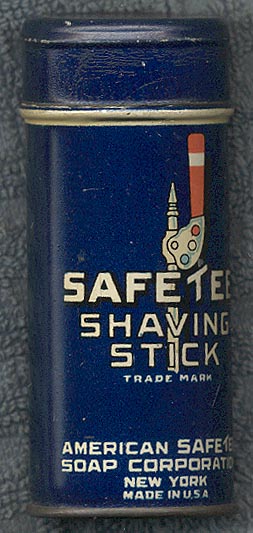 SAFETEE
SHAVING
STICK
TRADE MARK
AMERICAN SAFETEE
SOAP CORPORATION
NEW YORK
MADE IN U.S.A